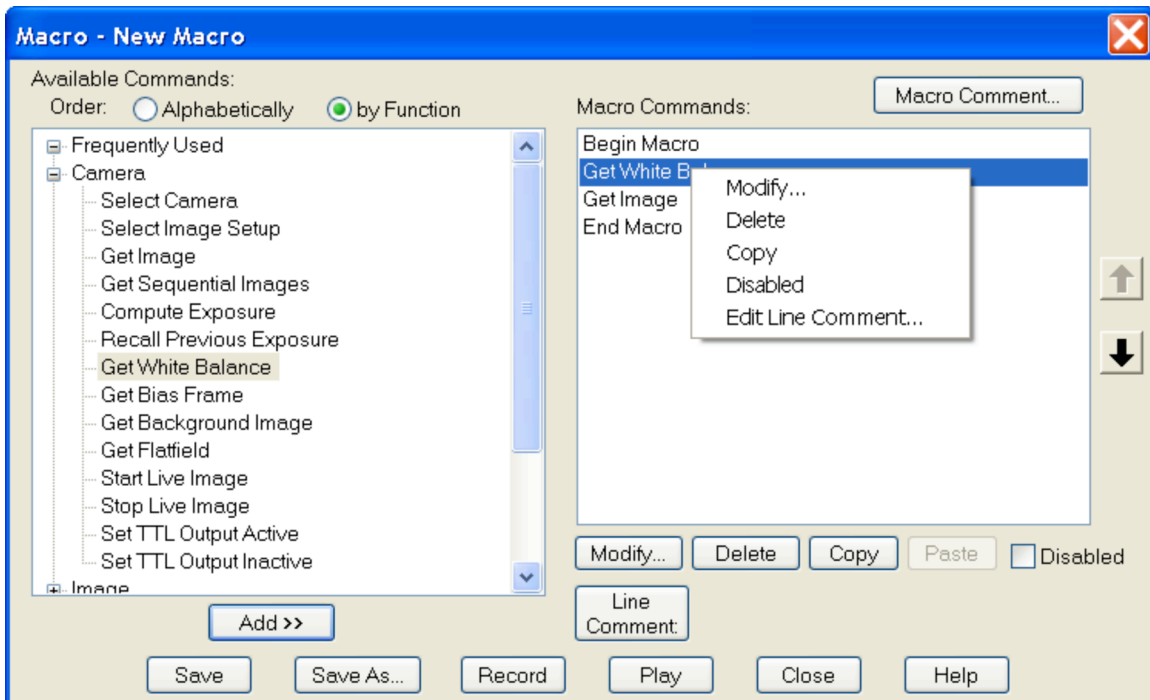 Macro - New Macro
Available Commands:
Order: Alphabetically by Function
Frequently Used
Camera
Select Camera
Select Image Setup
Get Image
Get Sequential Images
Compute Exposure
Recall Previous Exposure
Get White Balance
Get Bias Frame
Get Background Image
Get Flatfield
Start Live Image
Stop Live Image
Set TTL Output Active
Set TTL Output Inactive
Image
Add >>
Macro Commands:
Macro Comment...
Begin Macro
Get White B
Get Image
End Macro
Modify...
Delete
Copy
Disabled
Edit Line Comment...
Modify... Delete Copy Paste Disabled
Line
Comment:
Save Save As... Record Play Close Help